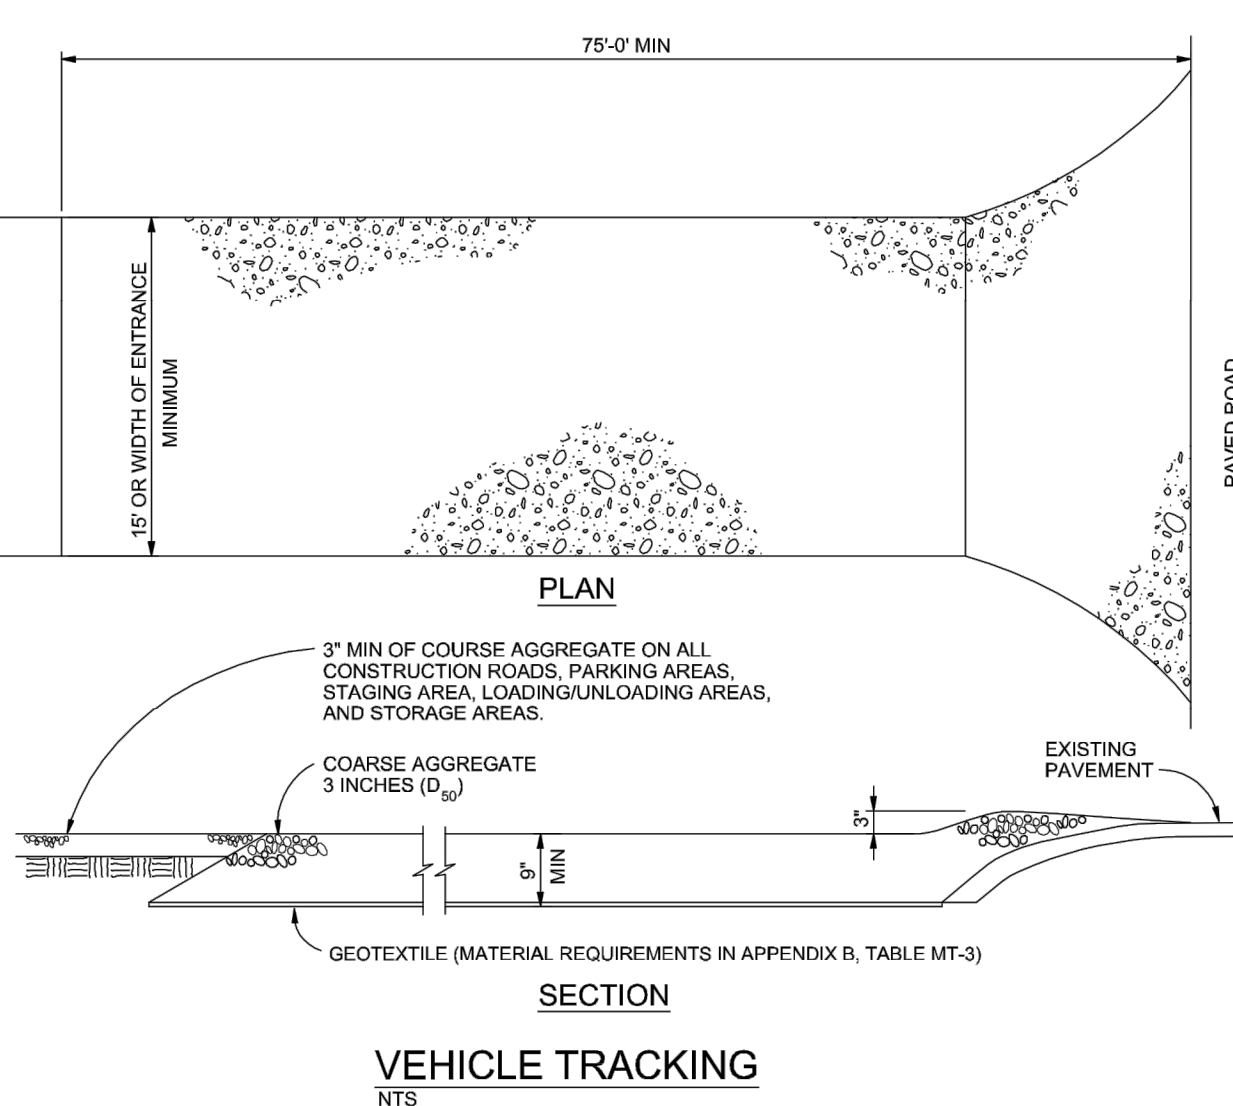 75'-0' MIN
15' OR WIDTH OF ENTRANCE
MINIMUM
PAVED ROAD
PLAN
3" MIN OF COURSE AGGREGATE ON ALL
CONSTRUCTION ROADS, PARKING AREAS,
STAGING AREA, LOADING/UNLOADING AREAS,
AND STORAGE AREAS.
COARSE AGGREGATE
3 INCHES (D50)
EXISTING
PAVEMENT
3"
9"
MIN
GEOTEXTILE (MATERIAL REQUIREMENTS IN APPENDIX B, TABLE MT-3)
SECTION
VEHICLE TRACKING
NTS